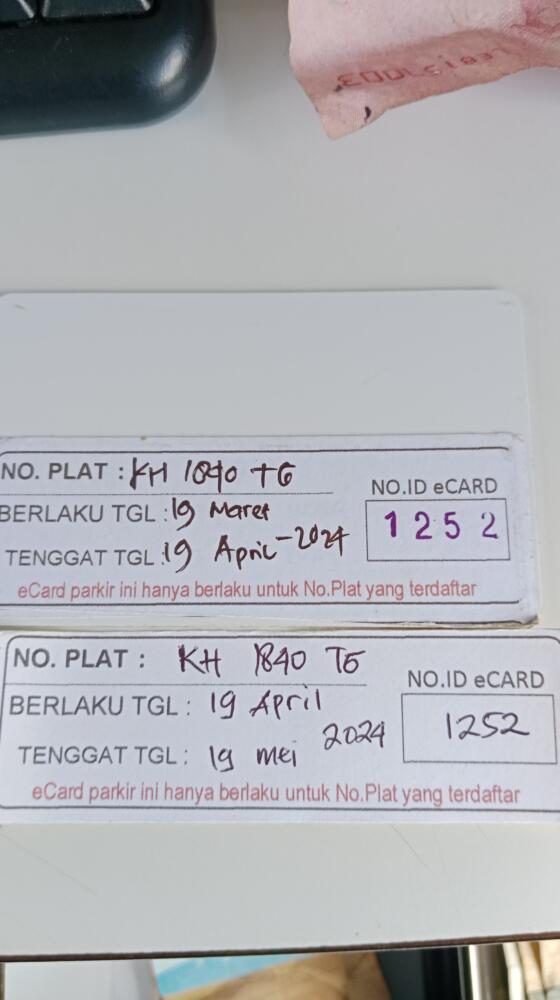 NO. PLAT : KH 1840 TG
BERLAKU TGL : 19 Maret
TENGGAT TGL : 19 April - 2024
NO.ID eCARD
1252
eCard parkir ini hanya berlaku untuk No.Plat yang terdaftar
NO. PLAT : KH 1840 TG
BERLAKU TGL : 19 April
2024
TENGGAT TGL : 19 mei
NO.ID eCARD
1252
eCard parkir ini hanya berlaku untuk No.Plat yang terdaftar